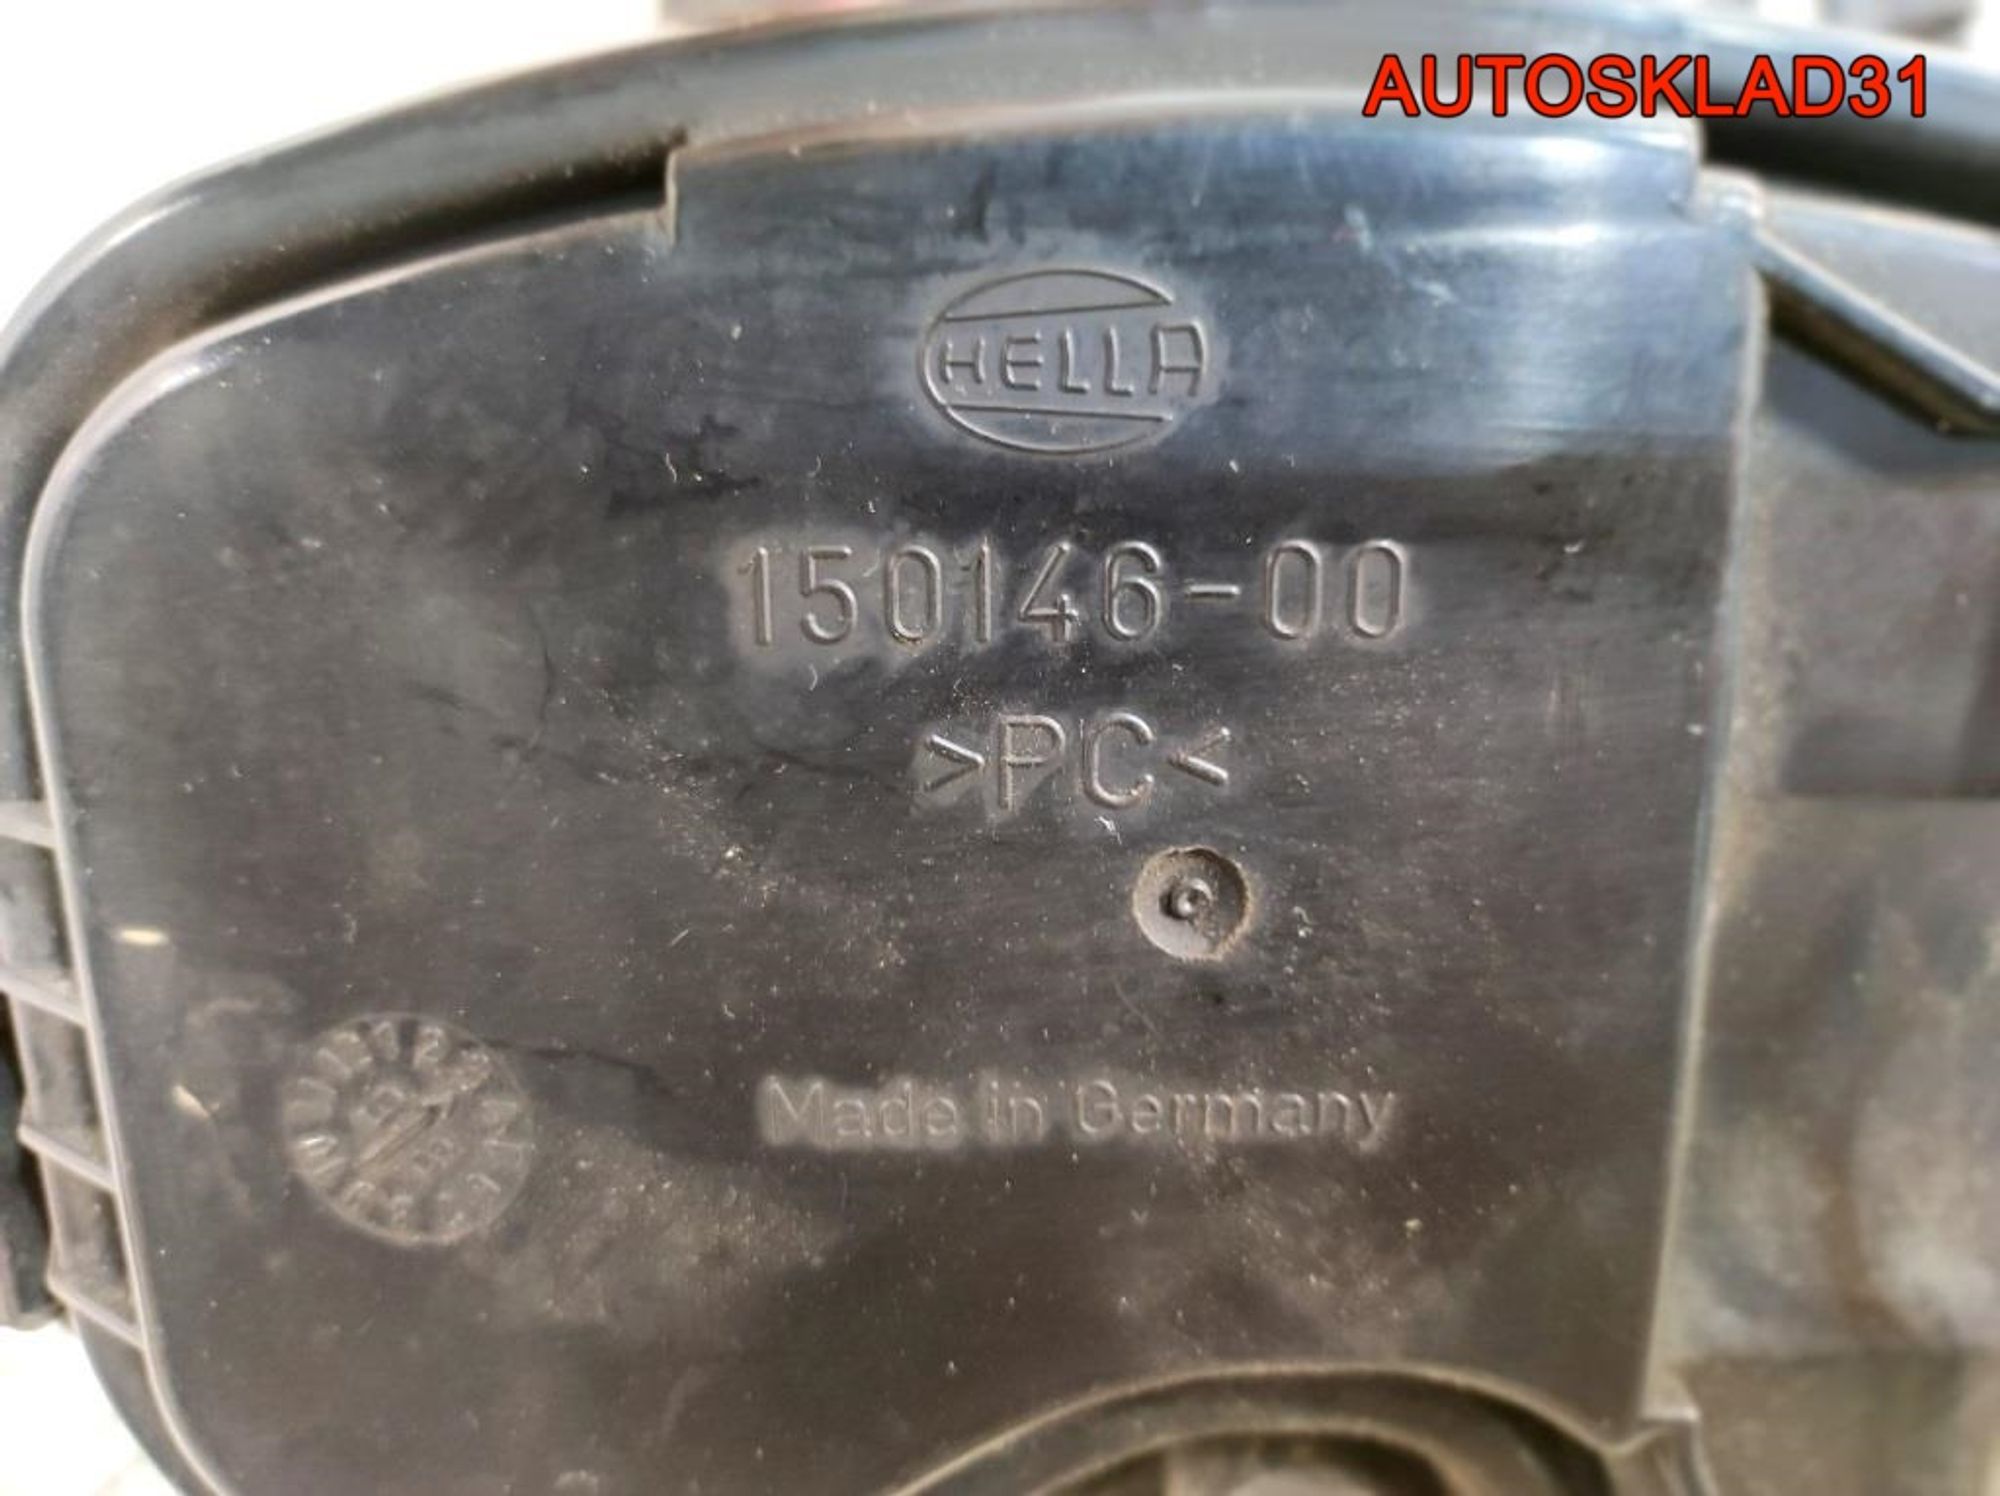 AUTOSKLAD31
HELLA
150146-00
>PC<
Made in Germany